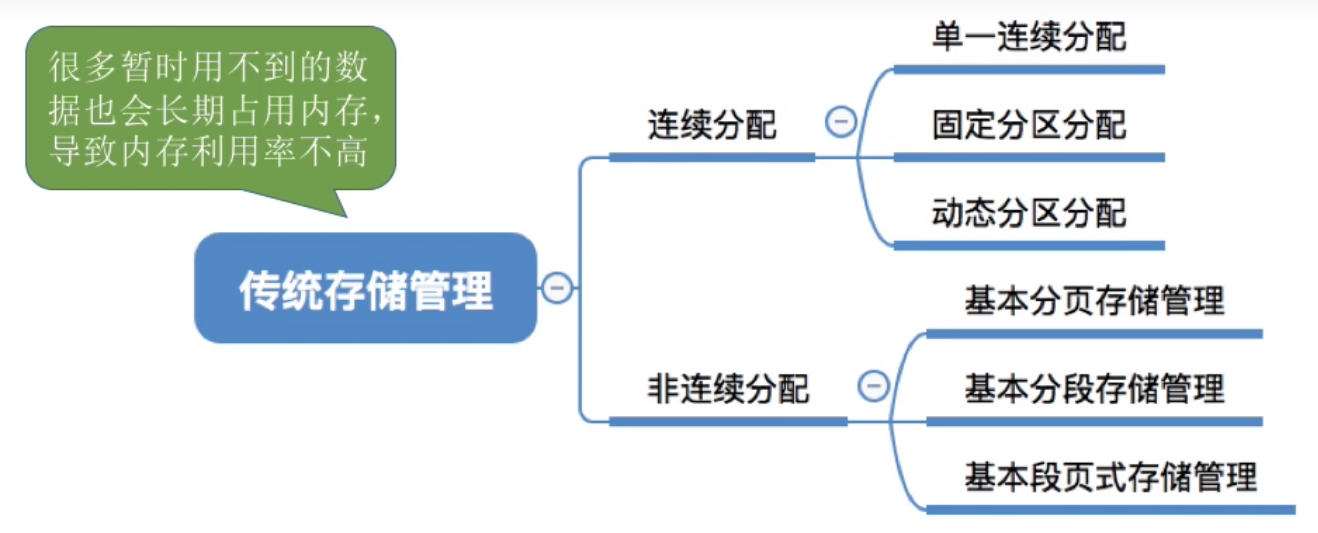 很多暂时用不到的数
据也会长期占用内存，
导致内存利用率不高
传统存储管理
连续分配
单一连续分配
固定分区分配
动态分区分配
非连续分配
基本分页存储管理
基本分段存储管理
基本段页式存储管理